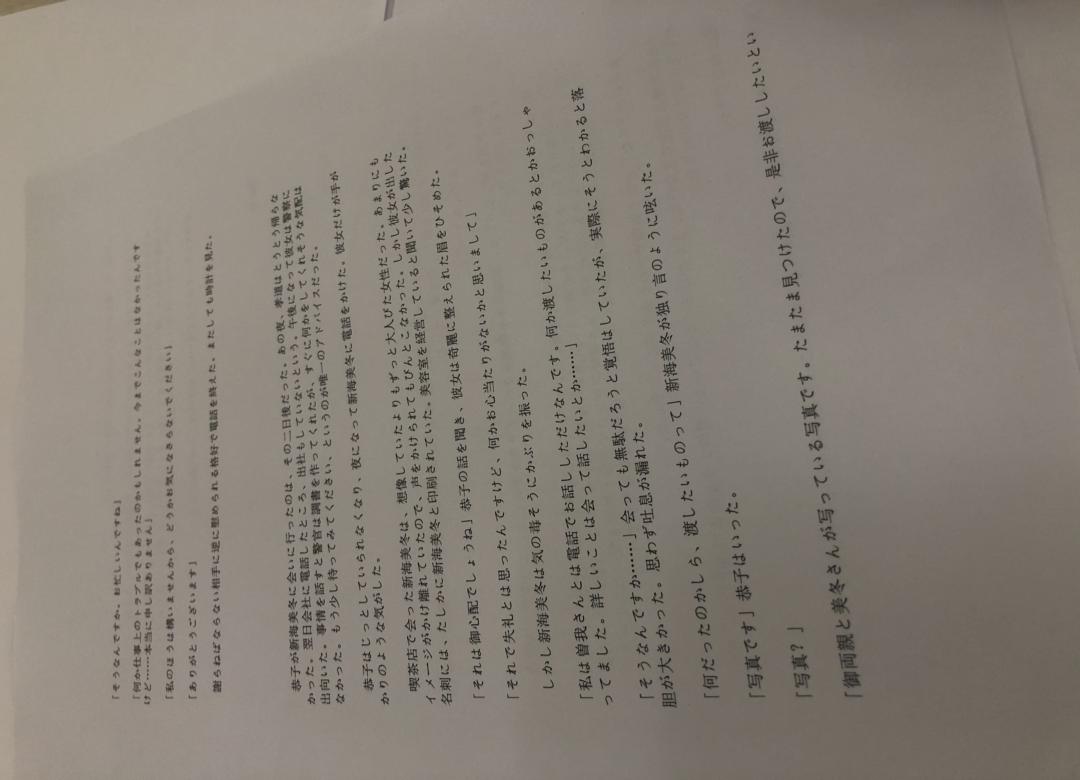 「そうなんですか。お忙しいんですね」
「何か仕事上のトラブルでもあったのかもしれません。今までこんなことはなかったんです
けど……本当に申し訳ありません」
「私のほうは構いませんから、どうかお気になさらないでください」
「ありがとうございます」
謝らねばならない相手に逆に慰められる格好で電話を終えた。またしても時計を見た。
恭子が新海美冬に会いに行ったのは、その二日後だった。あの夜、孝道はとうとう帰らな
かった。翌日会社に電話したところ、出社もしていないという。午後になって彼女は警察に
出向いた。事情を話すと警官は調書を作ってくれたが、すぐに何かをしてくれそうな気配は
なかった。もう少し待ってみてください、というのが唯一のアドバイスだった。
恭子はじっとしていられなくなり、夜になって新海美冬に電話をかけた。彼女だけが手が
かりのような気がした。
喫茶店で会った新海美冬は、想像していたよりもずっと大人びた女性だった。あまりにも
イメージがかけ離れていたので、声をかけられてもぴんとこなかった。しかし彼女が出した
名刺には、たしかに新海美冬と印刷されていた。美容室を経営していると聞いて少し驚いた。
「それは御心配でしょうね」恭子の話を聞き、彼女は奇麗に整えられた眉をひそめた。
「それで失礼とは思ったんですけど、何かお心当たりがないかと思いまして」
しかし新海美冬は気の毒そうにかぶりを振った。
「私は曽我さんとは電話でお話ししただけなんです。何か渡したいものがあるとかおっしゃ
ってました。詳しいことは会って話したいとか……」
「そうなんですか……」会っても無駄だろうと覚悟はしていたが、実際にそうとわかると落
胆が大きかった。思わず吐息が漏れた。
「何だったのかしら、渡したいものって」新海美冬が独り言のように呟いた。
「写真です」恭子はいった。
「写真？」
「御両親と美冬さんが写っている写真です。たまたま見つけたので、是非お渡ししたいとい